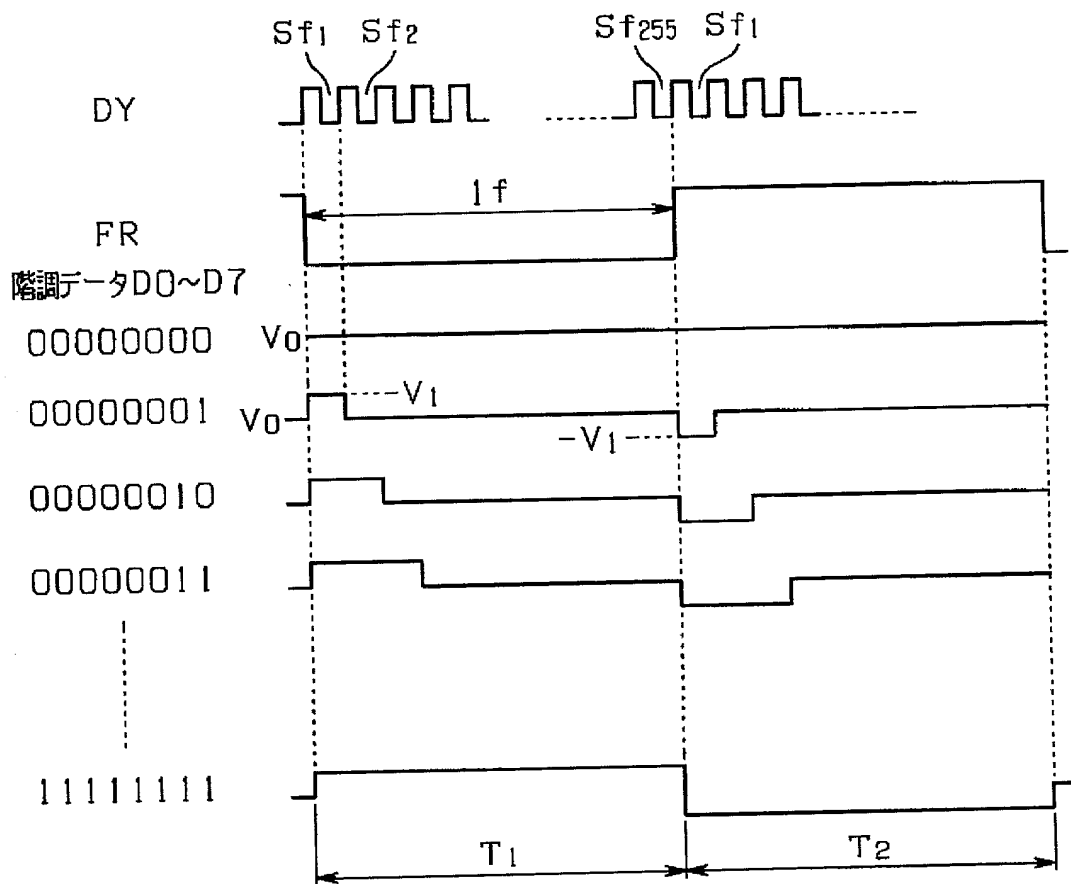 Sf1 Sf2 Sf255 Sf1
DY
1f
FR
階調データD0～D7
00000000 V0
00000001 V0 V1 -V1
00000010
00000011
11111111
T1 T2